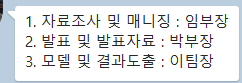 1. 자료조사 및 매니징 : 임부장
2. 발표 및 발표자료 : 박부장
3. 모델 및 결과도출 : 이팀장